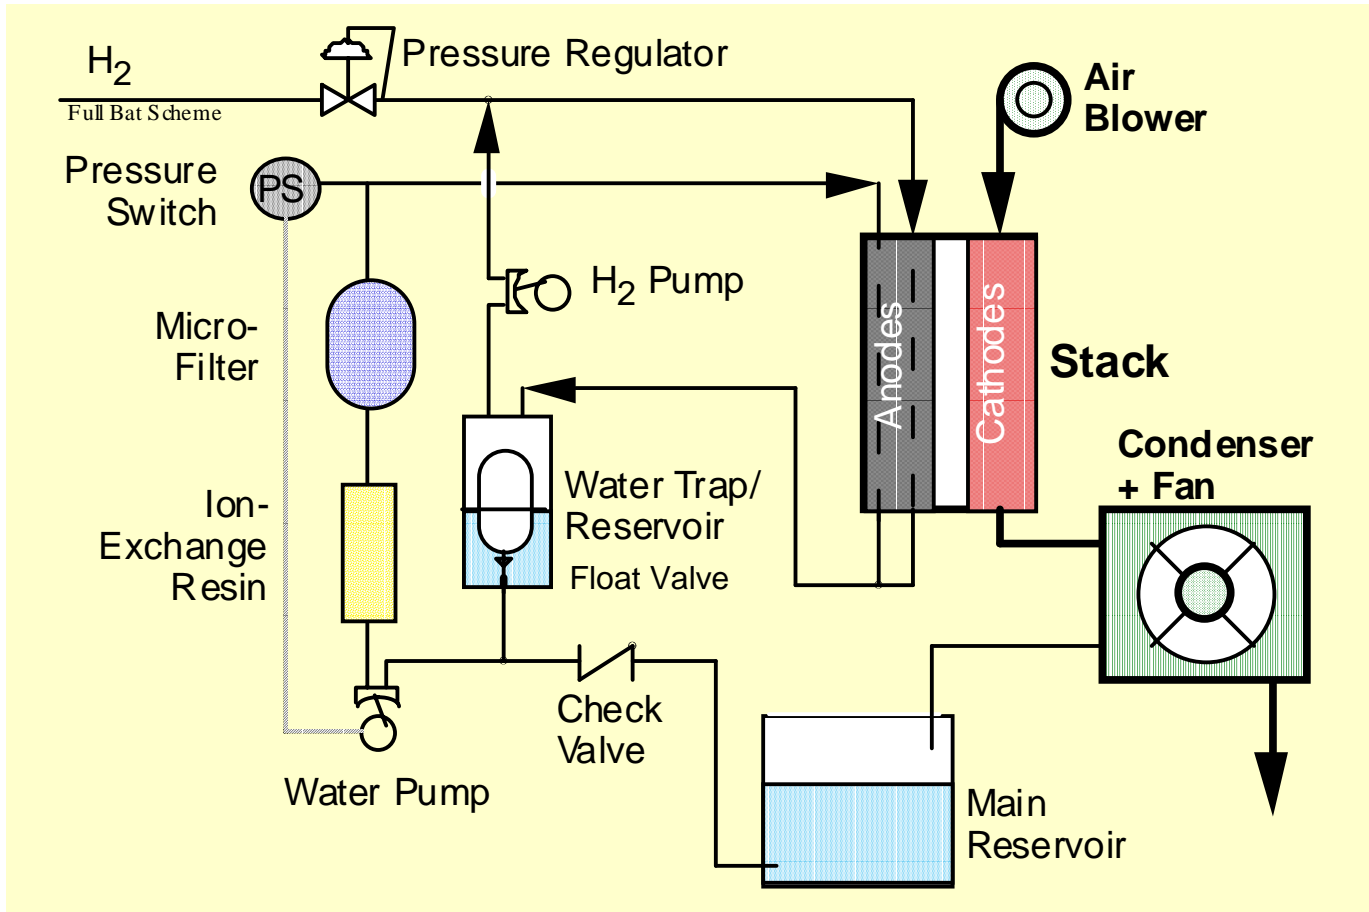 H2
Full Bat Scheme
Pressure Regulator
Air
Blower
Pressure
Switch
PS
H2 Pump
Micro-
Filter
Anodes
Cathodes
Stack
Condenser
+ Fan
Ion-
Exchange
Resin
Water Trap/
Reservoir
Float Valve
Check
Valve
Water Pump
Main
Reservoir